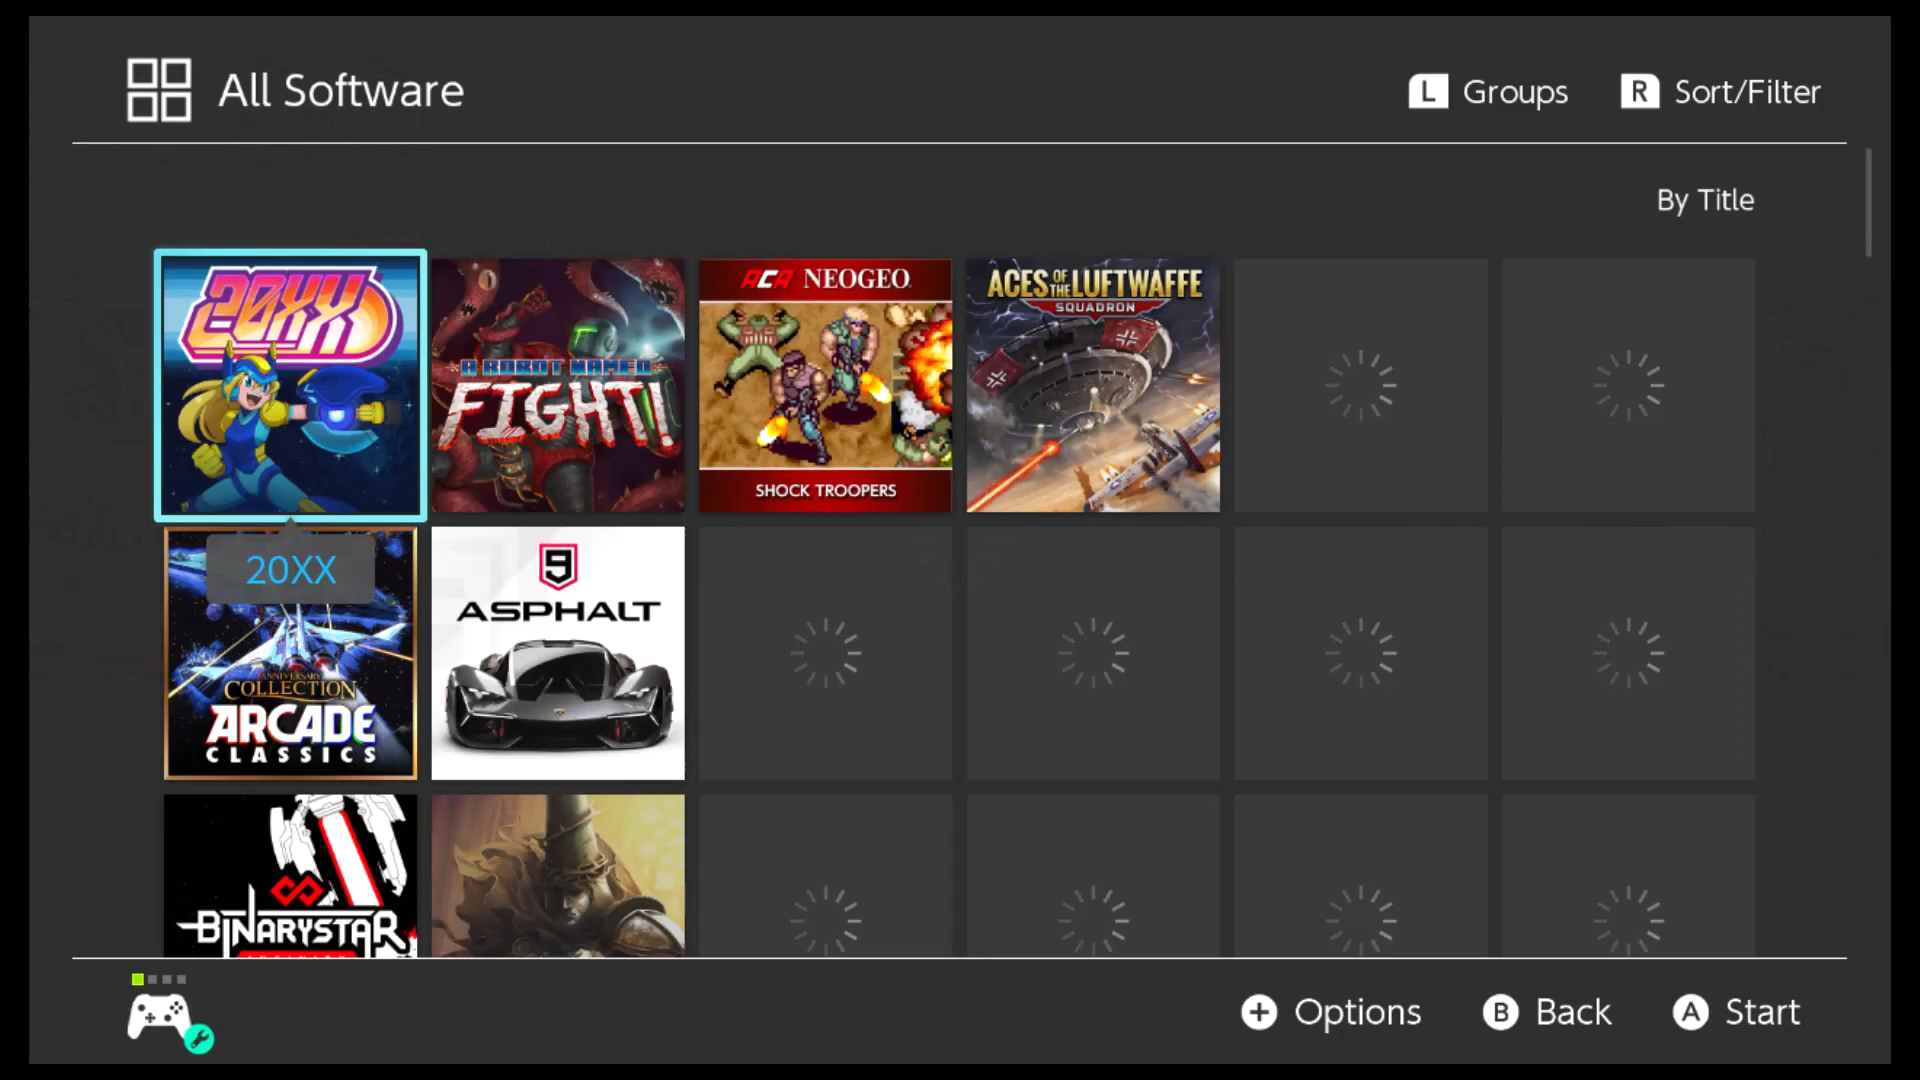 All Software
L Groups
R Sort/Filter
By Title
20XX
A ROBOT NAMED
FIGHT!
ACA NEOGEO
SHOCK TROOPERS
ACES OF THE LUFTWAFFE
SQUADRON
20XX
ANNIVERSARY
COLLECTION
ARCADE
CLASSICS
9
ASPHALT
BINARYSTAR
+ Options
B Back
A Start